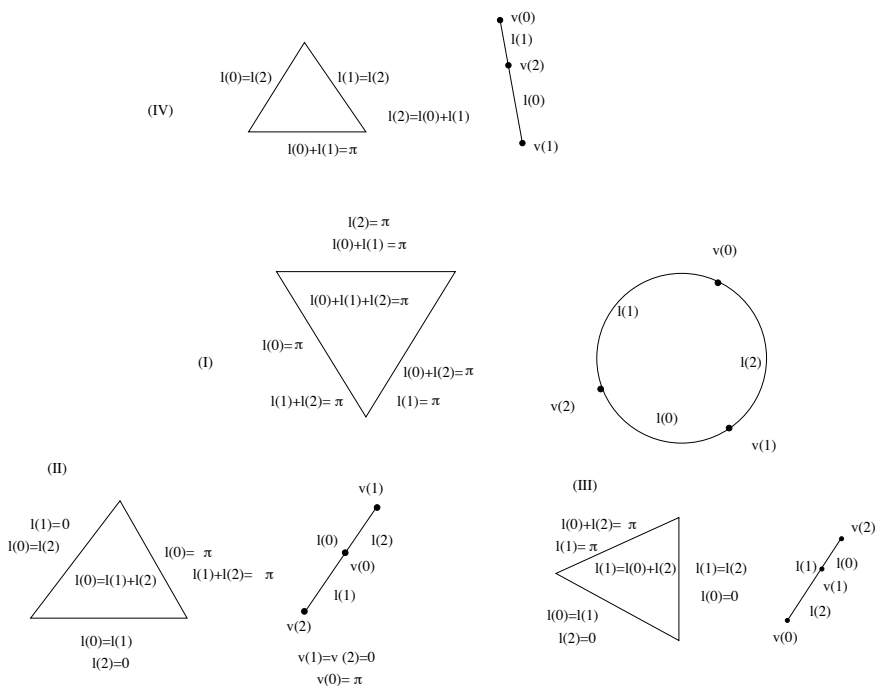 v(0)
l(1)
l(0)=l(2)
l(1)=l(2)
v(2)
l(0)
(IV)
l(2)=l(0)+l(1)
l(0)+l(1)=π
v(1)
l(2)= π
l(0)+l(1) = π
v(0)
l(0)+l(1)+l(2)=π
l(1)
l(0)= π
(I)
l(0)+l(2)= π
l(2)
l(1)+l(2)= π
l(1)= π
v(2)
l(0)
v(1)
(II)
(III)
v(1)
l(1)=0
l(0)=l(2)
l(0)= π
l(1)+l(2)= π
l(0)=l(1)+l(2)
l(0)
l(2)
v(0)
l(1)
v(2)
l(0)=l(1)
l(2)=0
v(1)=v (2)=0
v(0)= π
l(0)+l(2)= π
l(1)= π
l(1)=l(0)+l(2)
l(1)=l(2)
l(0)=0
l(0)=l(1)
l(2)=0
v(2)
l(1)
l(0)
v(1)
l(2)
v(0)